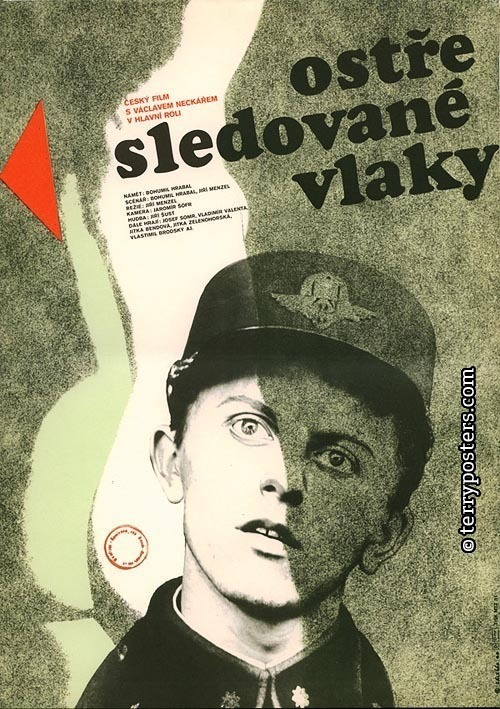 ostře
sledované
vlaky
ČESKÝ FILM
S VÁCLAVEM NECKÁŘEM
V HLAVNÍ ROLI
NÁMĚT: BOHUMIL HRABAL
SCÉNÁŘ: BOHUMIL HRABAL, JIŘÍ MENZEL
REŽIE: JIŘÍ MENZEL
KAMERA: JAROMÍR ŠOFR
HUDBA: JIŘÍ ŠUST
DÁLE HRAJÍ: JOSEF SOMR, VLADIMÍR VALENTA,
JITKA BENDOVÁ, JITKA ZELENOHORSKÁ,
VLASTIMIL BRODSKÝ AJ.
© terryposters.com